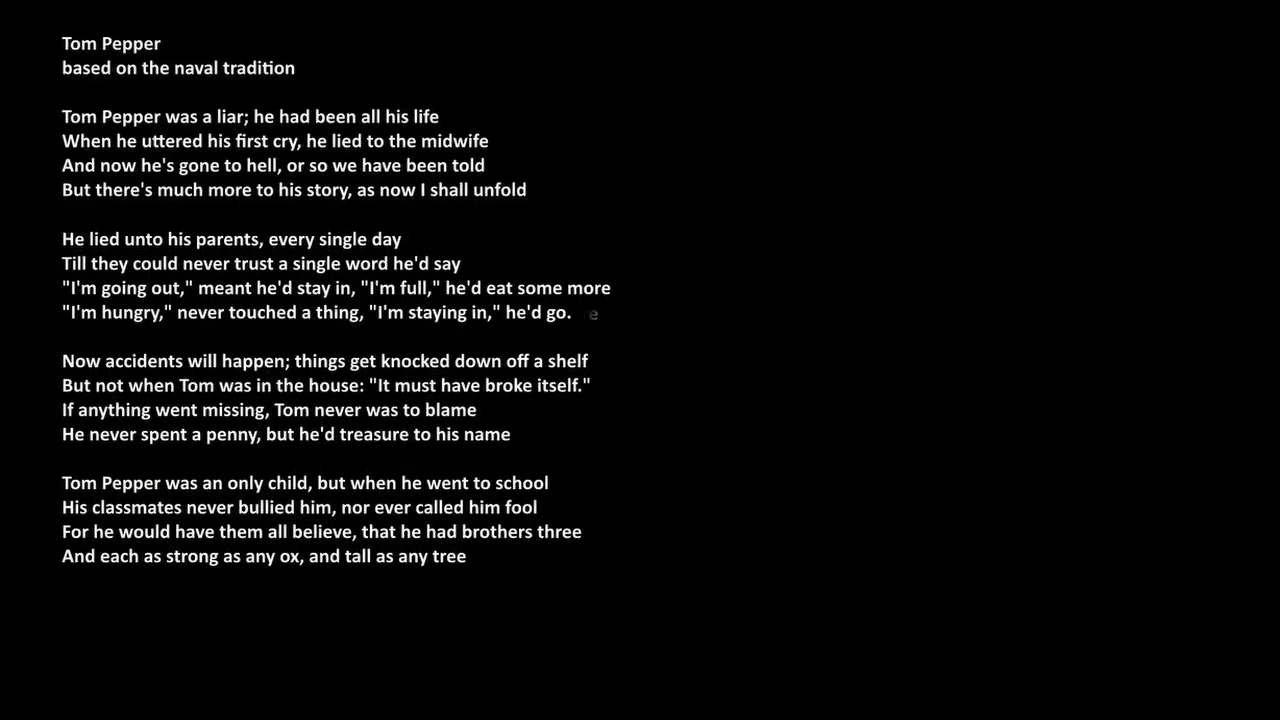 Tom Pepper
based on the naval tradition
Tom Pepper was a liar; he had been all his life
When he uttered his first cry, he lied to the midwife
And now he's gone to hell, or so we have been told
But there's much more to his story, as now I shall unfold
He lied unto his parents, every single day
Till they could never trust a single word he'd say
"I'm going out," meant he'd stay in, "I'm full," he'd eat some more
"I'm hungry," never touched a thing, "I'm staying in," he'd go.
Now accidents will happen; things get knocked down off a shelf
But not when Tom was in the house: "It must have broke itself."
If anything went missing, Tom never was to blame
He never spent a penny, but he'd treasure to his name
Tom Pepper was an only child, but when he went to school
His classmates never bullied him, nor ever called him fool
For he would have them all believe, that he had brothers three
And each as strong as any ox, and tall as any tree